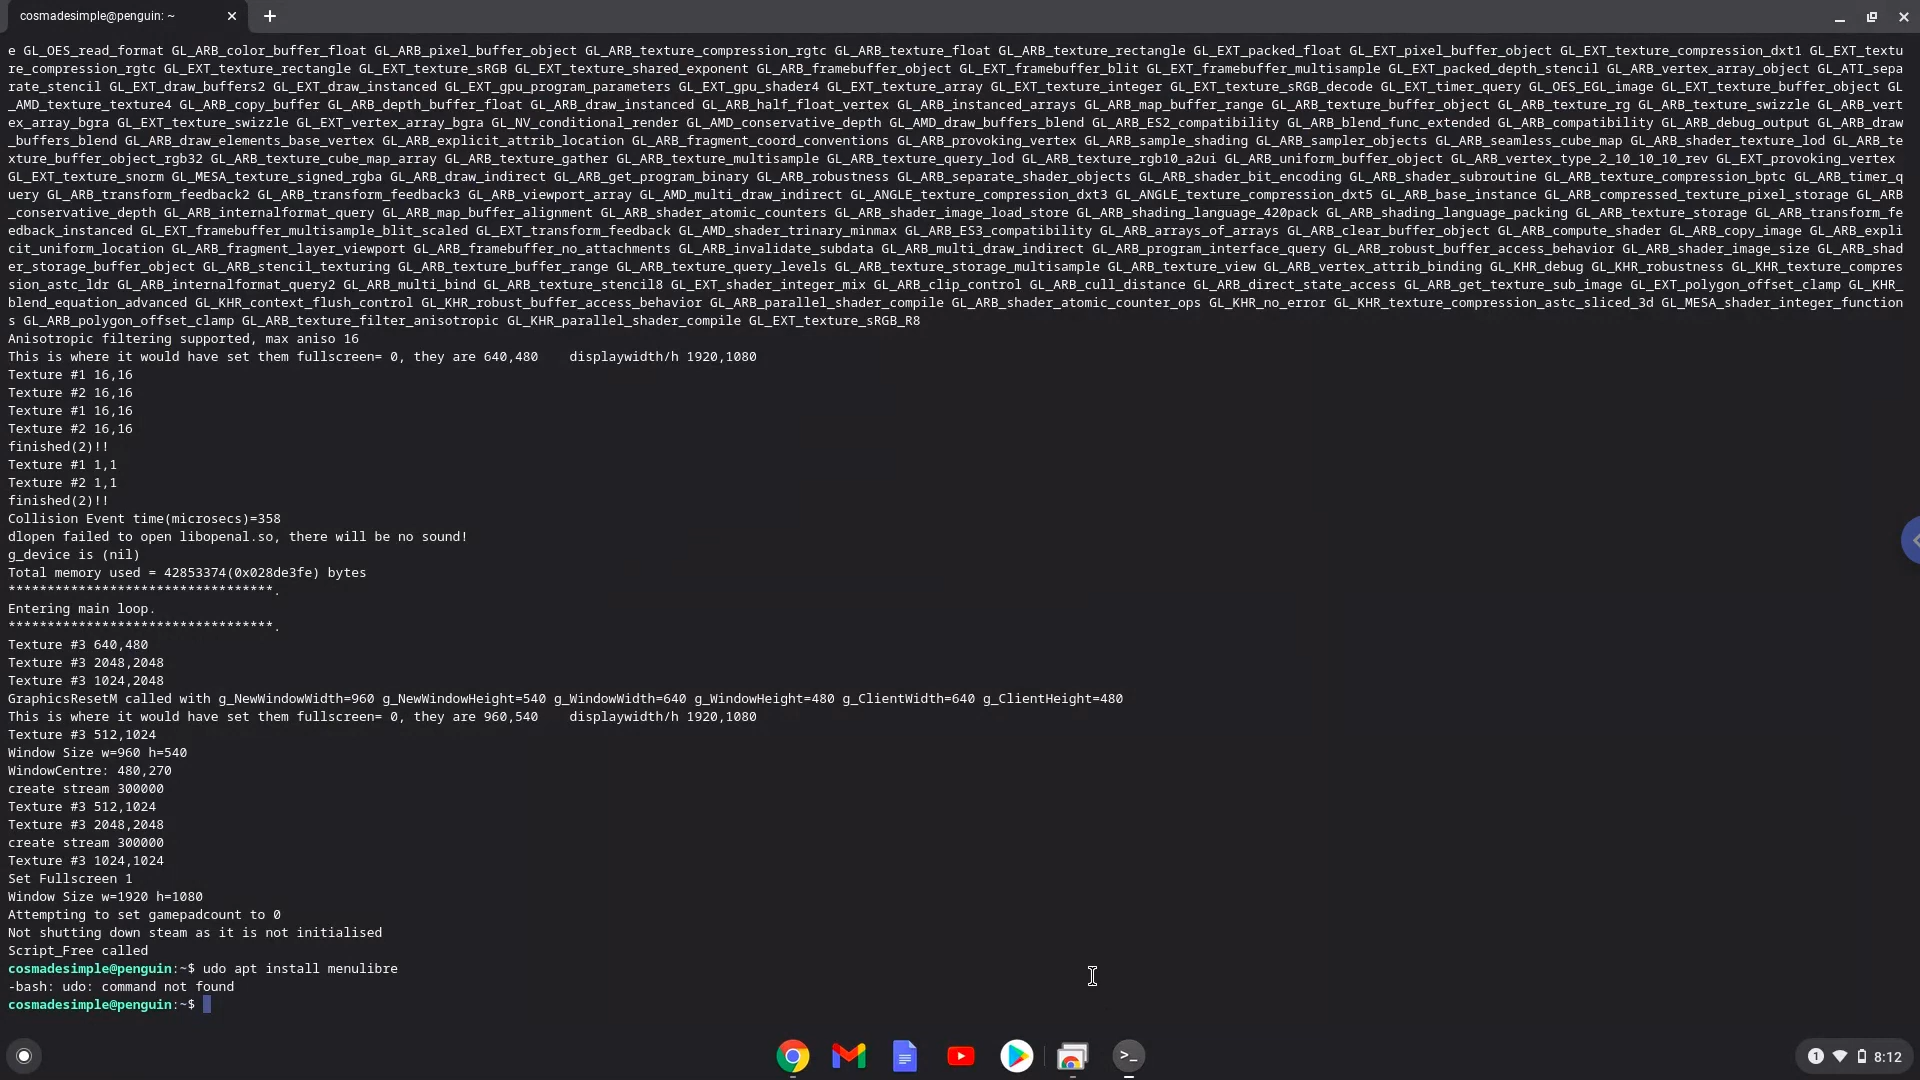 cosmadesimple@penguin: ~
e GL_OES_read_format GL_ARB_color_buffer_float GL_ARB_pixel_buffer_object GL_ARB_texture_compression_rgtc GL_ARB_texture_float GL_ARB_texture_rectangle GL_EXT_packed_float GL_EXT_pixel_buffer_object GL_EXT_texture_compression_dxt1 GL_EXT_textu
re_compression_rgtc GL_EXT_texture_rectangle GL_EXT_texture_sRGB GL_EXT_texture_shared_exponent GL_ARB_framebuffer_object GL_EXT_framebuffer_blit GL_EXT_framebuffer_multisample GL_EXT_packed_depth_stencil GL_ARB_vertex_array_object GL_ATI_sepa
rate_stencil GL_EXT_draw_buffers2 GL_EXT_draw_instanced GL_EXT_gpu_program_parameters GL_EXT_gpu_shader4 GL_EXT_texture_array GL_EXT_texture_integer GL_EXT_texture_sRGB_decode GL_EXT_timer_query GL_OES_EGL_image GL_EXT_texture_buffer_object GL
_AMD_texture_texture4 GL_ARB_copy_buffer GL_ARB_depth_buffer_float GL_ARB_draw_instanced GL_ARB_half_float_vertex GL_ARB_instanced_arrays GL_ARB_map_buffer_range GL_ARB_texture_buffer_object GL_ARB_texture_rg GL_ARB_texture_swizzle GL_ARB_vert
ex_array_bgra GL_EXT_texture_swizzle GL_EXT_vertex_array_bgra GL_NV_conditional_render GL_AMD_conservative_depth GL_AMD_draw_buffers_blend GL_ARB_ES2_compatibility GL_ARB_blend_func_extended GL_ARB_compatibility GL_ARB_debug_output GL_ARB_draw
_buffers_blend GL_ARB_draw_elements_base_vertex GL_ARB_explicit_attrib_location GL_ARB_fragment_coord_conventions GL_ARB_provoking_vertex GL_ARB_sample_shading GL_ARB_sampler_objects GL_ARB_seamless_cube_map GL_ARB_shader_texture_lod GL_ARB_te
xture_buffer_object_rgb32 GL_ARB_texture_cube_map_array GL_ARB_texture_gather GL_ARB_texture_multisample GL_ARB_texture_query_lod GL_ARB_texture_rgb10_a2ui GL_ARB_uniform_buffer_object GL_ARB_vertex_type_2_10_10_10_rev GL_EXT_provoking_vertex
GL_EXT_texture_snorm GL_MESA_texture_signed_rgba GL_ARB_draw_indirect GL_ARB_get_program_binary GL_ARB_robustness GL_ARB_separate_shader_objects GL_ARB_shader_bit_encoding GL_ARB_shader_subroutine GL_ARB_texture_compression_bptc GL_ARB_timer_q
uery GL_ARB_transform_feedback2 GL_ARB_transform_feedback3 GL_ARB_viewport_array GL_AMD_multi_draw_indirect GL_ANGLE_texture_compression_dxt3 GL_ANGLE_texture_compression_dxt5 GL_ARB_base_instance GL_ARB_compressed_texture_pixel_storage GL_ARB
_conservative_depth GL_ARB_internalformat_query GL_ARB_map_buffer_alignment GL_ARB_shader_atomic_counters GL_ARB_shader_image_load_store GL_ARB_shading_language_420pack GL_ARB_shading_language_packing GL_ARB_texture_storage GL_ARB_transform_fe
edback_instanced GL_EXT_framebuffer_multisample_blit_scaled GL_EXT_transform_feedback GL_AMD_shader_trinary_minmax GL_ARB_ES3_compatibility GL_ARB_arrays_of_arrays GL_ARB_clear_buffer_object GL_ARB_compute_shader GL_ARB_copy_image GL_ARB_expli
cit_uniform_location GL_ARB_fragment_layer_viewport GL_ARB_framebuffer_no_attachments GL_ARB_invalidate_subdata GL_ARB_multi_draw_indirect GL_ARB_program_interface_query GL_ARB_robust_buffer_access_behavior GL_ARB_shader_image_size GL_ARB_shad
er_storage_buffer_object GL_ARB_stencil_texturing GL_ARB_texture_buffer_range GL_ARB_texture_query_levels GL_ARB_texture_storage_multisample GL_ARB_texture_view GL_ARB_vertex_attrib_binding GL_KHR_debug GL_KHR_robustness GL_KHR_texture_compres
sion_astc_ldr GL_ARB_internalformat_query2 GL_ARB_multi_bind GL_ARB_texture_stencil8 GL_EXT_shader_integer_mix GL_ARB_clip_control GL_ARB_cull_distance GL_ARB_direct_state_access GL_ARB_get_texture_sub_image GL_EXT_polygon_offset_clamp GL_KHR_
blend_equation_advanced GL_KHR_context_flush_control GL_KHR_robust_buffer_access_behavior GL_ARB_parallel_shader_compile GL_ARB_shader_atomic_counter_ops GL_KHR_no_error GL_KHR_texture_compression_astc_sliced_3d GL_MESA_shader_integer_function
s GL_ARB_polygon_offset_clamp GL_ARB_texture_filter_anisotropic GL_KHR_parallel_shader_compile GL_EXT_texture_sRGB_R8
Anisotropic filtering supported, max aniso 16
This is where it would have set them fullscreen= 0, they are 640,480    displaywidth/h 1920,1080
Texture #1 16,16
Texture #2 16,16
Texture #1 16,16
Texture #2 16,16
finished(2)!!
Texture #1 1,1
Texture #2 1,1
finished(2)!!
Collision Event time(microsecs)=358
dlopen failed to open libopenal.so, there will be no sound!
g_device is (nil)
Total memory used = 42853374(0x028de3fe) bytes
**********************************.
Entering main loop.
**********************************.
Texture #3 640,480
Texture #3 2048,2048
Texture #3 1024,2048
GraphicsResetM called with g_NewWindowWidth=960 g_NewWindowHeight=540 g_WindowWidth=640 g_WindowHeight=480 g_ClientWidth=640 g_ClientHeight=480
This is where it would have set them fullscreen= 0, they are 960,540    displaywidth/h 1920,1080
Texture #3 512,1024
Window Size w=960 h=540
WindowCentre: 480,270
create stream 300000
Texture #3 512,1024
Texture #3 2048,2048
create stream 300000
Texture #3 1024,1024
Set Fullscreen 1
Window Size w=1920 h=1080
Attempting to set gamepadcount to 0
Not shutting down steam as it is not initialised
Script_Free called
cosmadesimple@penguin:~$ udo apt install menulibre
-bash: udo: command not found
cosmadesimple@penguin:~$
1 8:12